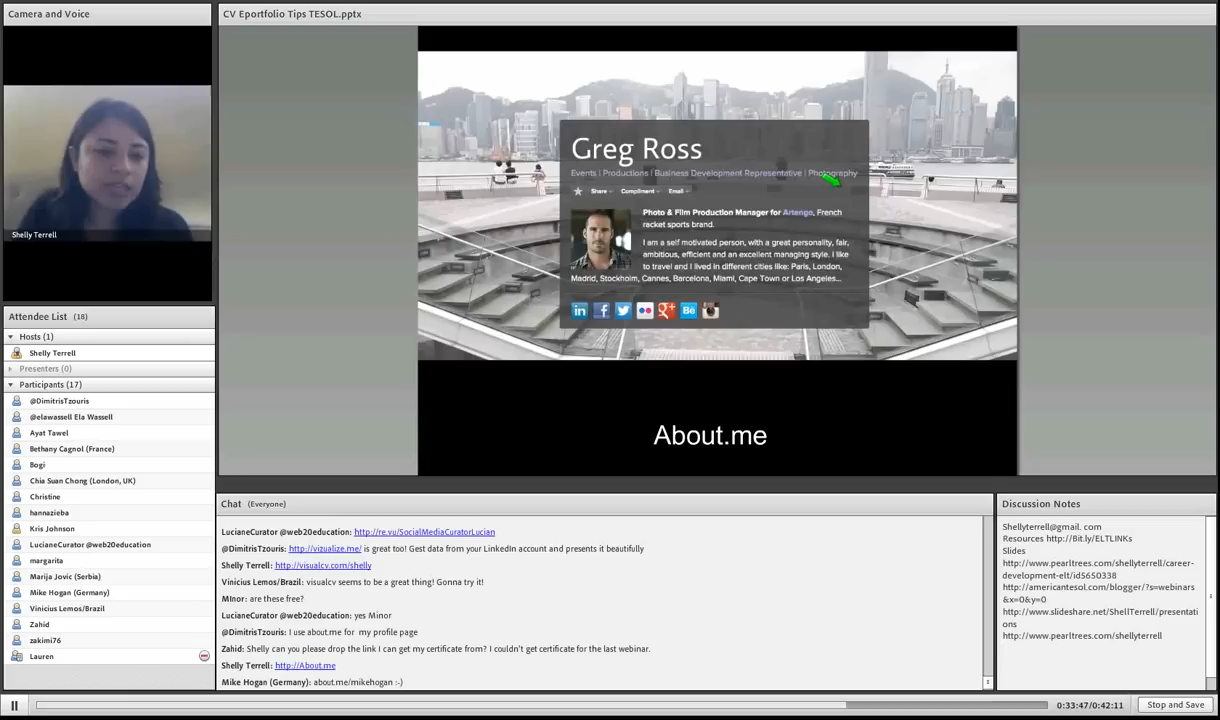 Camera and Voice
CV Eportfolio Tips TESOL.pptx
Shelly Terrell
Greg Ross
Events | Productions | Business Development Representative | Photography
Share Compliment Email
Photo & Film Production Manager for Artengo, French
racket sports brand.
I am a self motivated person, with a great personality, fair,
ambitious, efficient and an excellent managing style. I like
to travel and I lived in different cities like: Paris, London,
Madrid, Stockholm, Cannes, Barcelona, Miami, Cape Town or Los Angeles...
in f g+ Bē
About.me
Attendee List (18)
Hosts (1)
Shelly Terrell
Presenters (0)
Participants (17)
@DimitrisTzouris
@elawassell Ela Wassell
Ayat Tawel
Bethany Cagnol (France)
Bogi
Chia Suan Chong (London, UK)
Christine
hannazieba
Kris Johnson
LucianeCurator @web20education
margarita
Marija Jovic (Serbia)
Mike Hogan (Germany)
Vinicius Lemos/Brazil
Zahid
zakimi76
Lauren
Chat (Everyone)
LucianeCurator @web20education: http://re.vu/SocialMediaCuratorLucian
@DimitrisTzouris: http://vizualize.me/ is great too! Gest data from your LinkedIn account and presents it beautifully
Shelly Terrell: http://visualcv.com/shelly
Vinicius Lemos/Brazil: visualcv seems to be a great thing! Gonna try it!
MInor: are these free?
LucianeCurator @web20education: yes Minor
@DimitrisTzouris: I use about.me for my profile page
Zahid: Shelly can you please drop the link I can get my certificate from? I couldn't get certificate for the last webinar.
Shelly Terrell: http://About.me
Mike Hogan (Germany): about.me/mikehogan :-)
Discussion Notes
Shellyterrell@gmail. com
Resources http://Bit.ly/ELTLINKs
Slides
http://www.pearltrees.com/shellyterrell/career-
development-elt/id5650338
http://americantesol.com/blogger/?s=webinars
&x=0&y=0
http://www.slideshare.net/ShellTerrell/presentati
ons
http://www.pearltrees.com/shellyterrell
0:33:47/0:42:11
Stop and Save